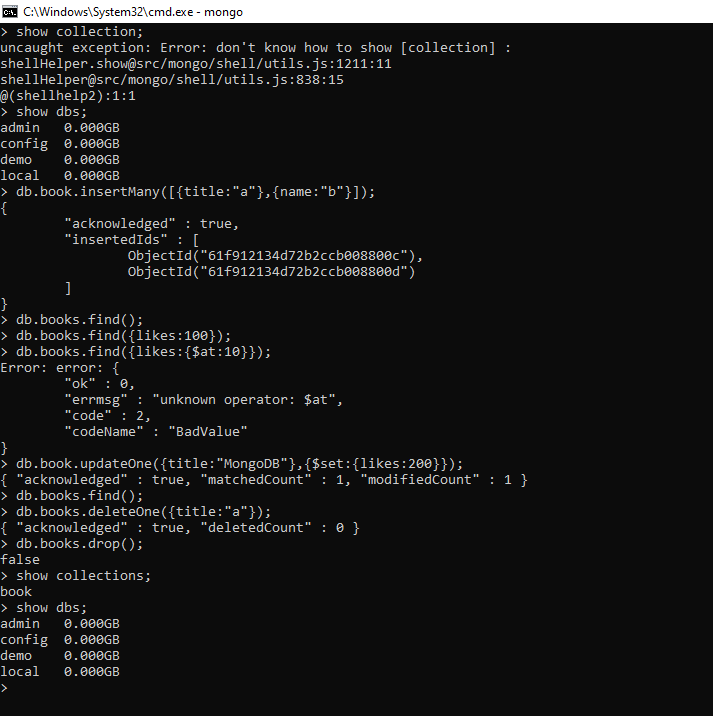 C:\Windows\System32\cmd.exe - mongo
> show collection;
uncaught exception: Error: don't know how to show [collection] :
shellHelper.show@src/mongo/shell/utils.js:1211:11
shellHelper@src/mongo/shell/utils.js:838:15
@(shellhelp2):1:1
> show dbs;
admin   0.000GB
config  0.000GB
demo    0.000GB
local   0.000GB
> db.book.insertMany([{title:"a"},{name:"b"}]);
{
        "acknowledged" : true,
        "insertedIds" : [
                ObjectId("61f912134d72b2ccb008800c"),
                ObjectId("61f912134d72b2ccb008800d")
        ]
}
> db.books.find();
> db.books.find({likes:100});
> db.books.find({likes:{$at:10}});
Error: error: {
        "ok" : 0,
        "errmsg" : "unknown operator: $at",
        "code" : 2,
        "codeName" : "BadValue"
}
> db.book.updateOne({title:"MongoDB"},{$set:{likes:200}});
{ "acknowledged" : true, "matchedCount" : 1, "modifiedCount" : 1 }
> db.books.find();
> db.books.deleteOne({title:"a"});
{ "acknowledged" : true, "deletedCount" : 0 }
> db.books.drop();
false
> show collections;
book
> show dbs;
admin   0.000GB
config  0.000GB
demo    0.000GB
local   0.000GB
>